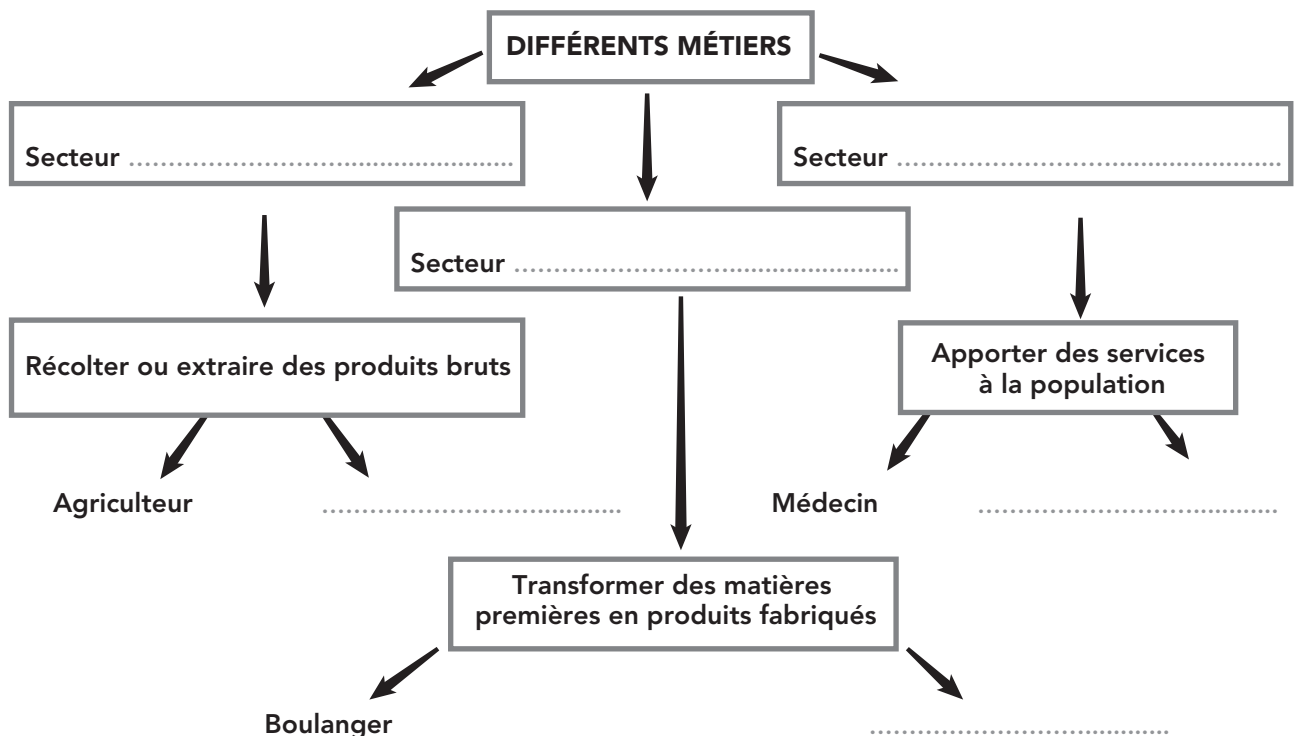 DIFFÉRENTS MÉTIERS
Secteur ................................................
Secteur ................................................
Secteur ................................................
Récolter ou extraire des produits bruts
Apporter des services
à la population
Agriculteur
......................................
Médecin
......................................
Transformer des matières
premières en produits fabriqués
Boulanger
......................................